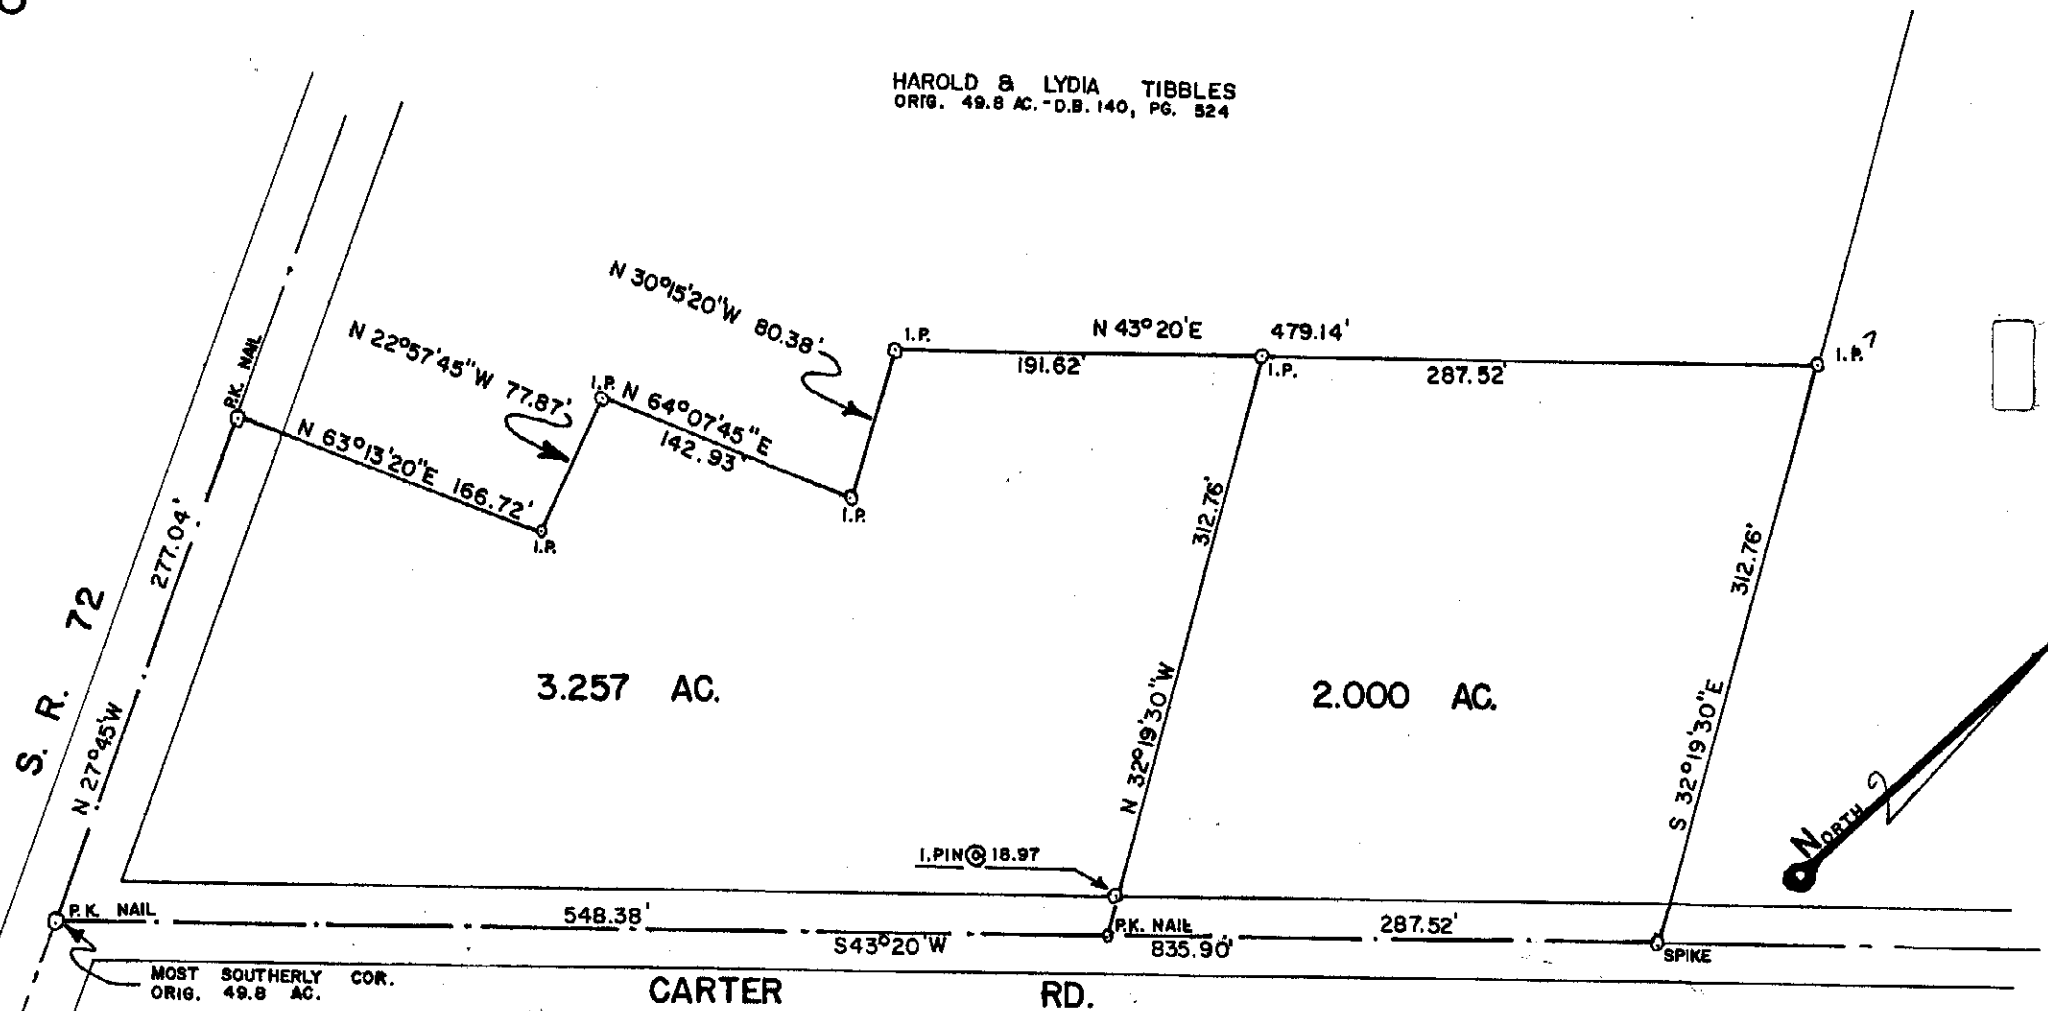 HAROLD & LYDIA TIBBLES
ORIG. 49.8 AC. - D.B. 140, PG. 524
N 30°15'20"W 80.38'
N 22°57'45"W 77.87'
I.P.
N 43°20'E 479.14'
191.62'
I.P.
287.52'
I.P.
P.K. NAIL
I.P.
N 64°07'45"E
142.93'
N 63°13'20"E 166.72'
I.P.
I.P.
277.04'
N 27°45'W
S. R. 72
312.76'
N 32°19'30"W
312.76'
S 32°19'30"E
3.257 AC.
2.000 AC.
NORTH
I.PIN@ 18.97
P.K. NAIL
548.38'
S43°20'W
P.K. NAIL
835.90'
287.52'
SPIKE
MOST SOUTHERLY COR.
ORIG. 49.8 AC.
CARTER RD.